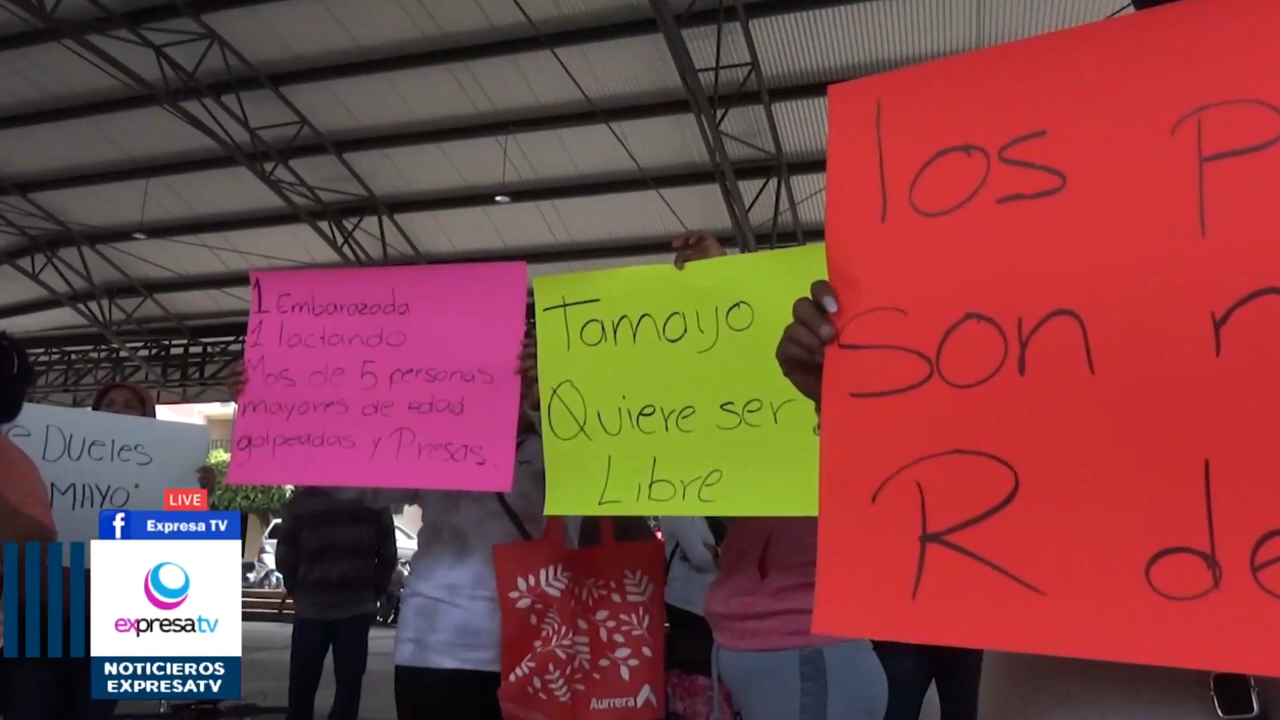 los P
son
R de
Tamayo
Quiere ser
Libre
1 Embarazada
1 lactando
Mas de 5 personas
mayores de edad
golpeadas y Presas.
e DUELES
MAYO"
LIVE
f Expresa TV
expresatv
NOTICIEROS
EXPRESATV
Aurrera